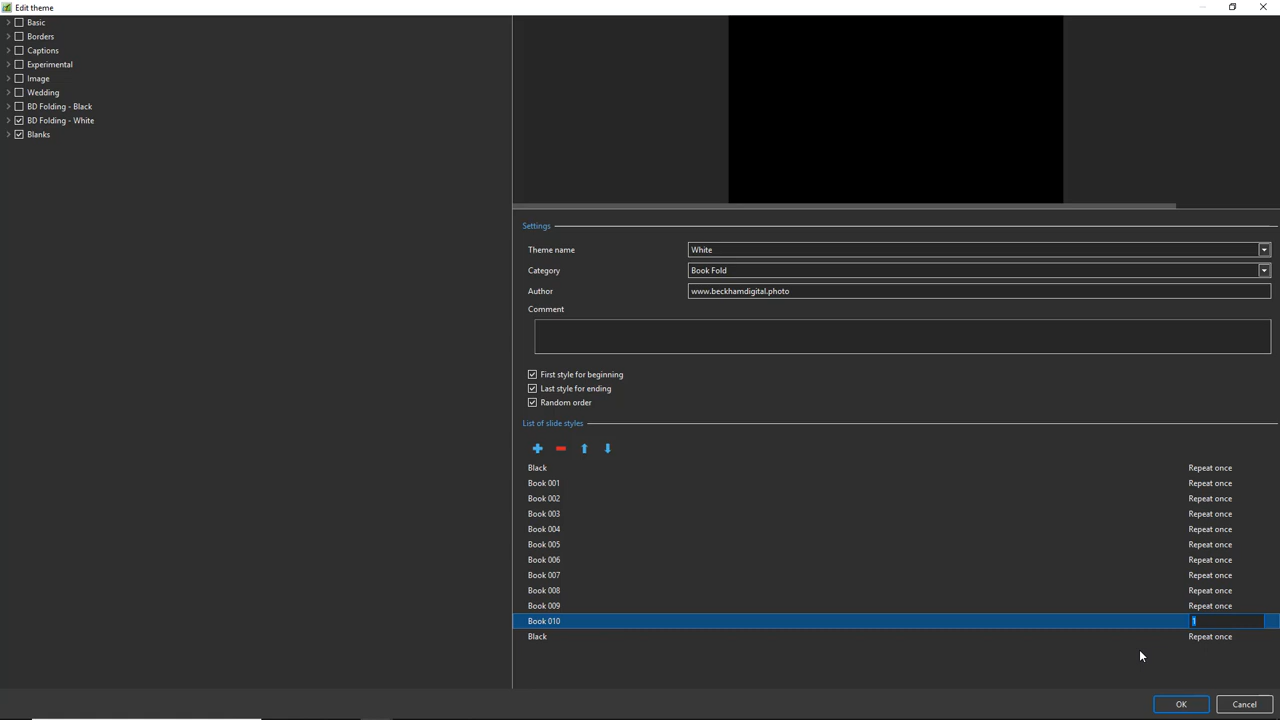 Edit theme
Basic
Borders
Captions
Experimental
Image
Wedding
BD Folding - Black
BD Folding - White
Blanks
Settings
Theme name White
Category Book Fold
Author www.beckhamdigital.photo
Comment
First style for beginning
Last style for ending
Random order
List of slide styles
Black Repeat once
Book 001 Repeat once
Book 002 Repeat once
Book 003 Repeat once
Book 004 Repeat once
Book 005 Repeat once
Book 006 Repeat once
Book 007 Repeat once
Book 008 Repeat once
Book 009 Repeat once
Book 010 1
Black Repeat once
OK Cancel